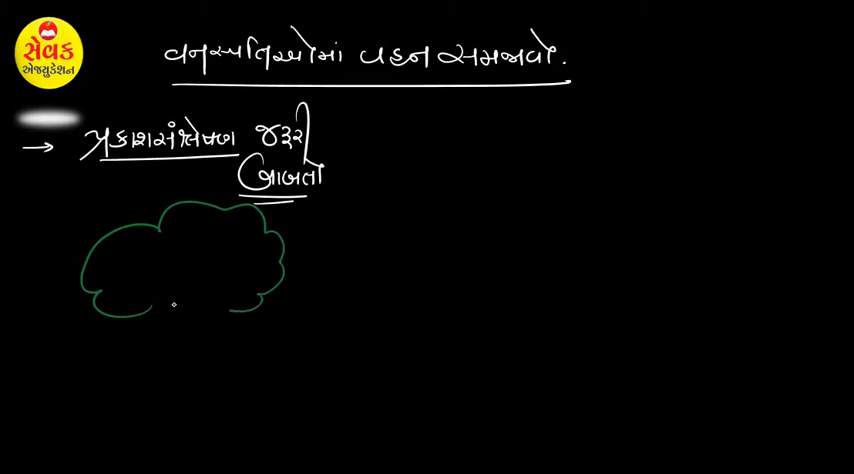 સેવક
એજ્યુકેશન
વનસ્પતિઓમાં વહન સમજાવો.
→ પ્રકાશસંશ્લેષણ જરૂરી
બાબતો